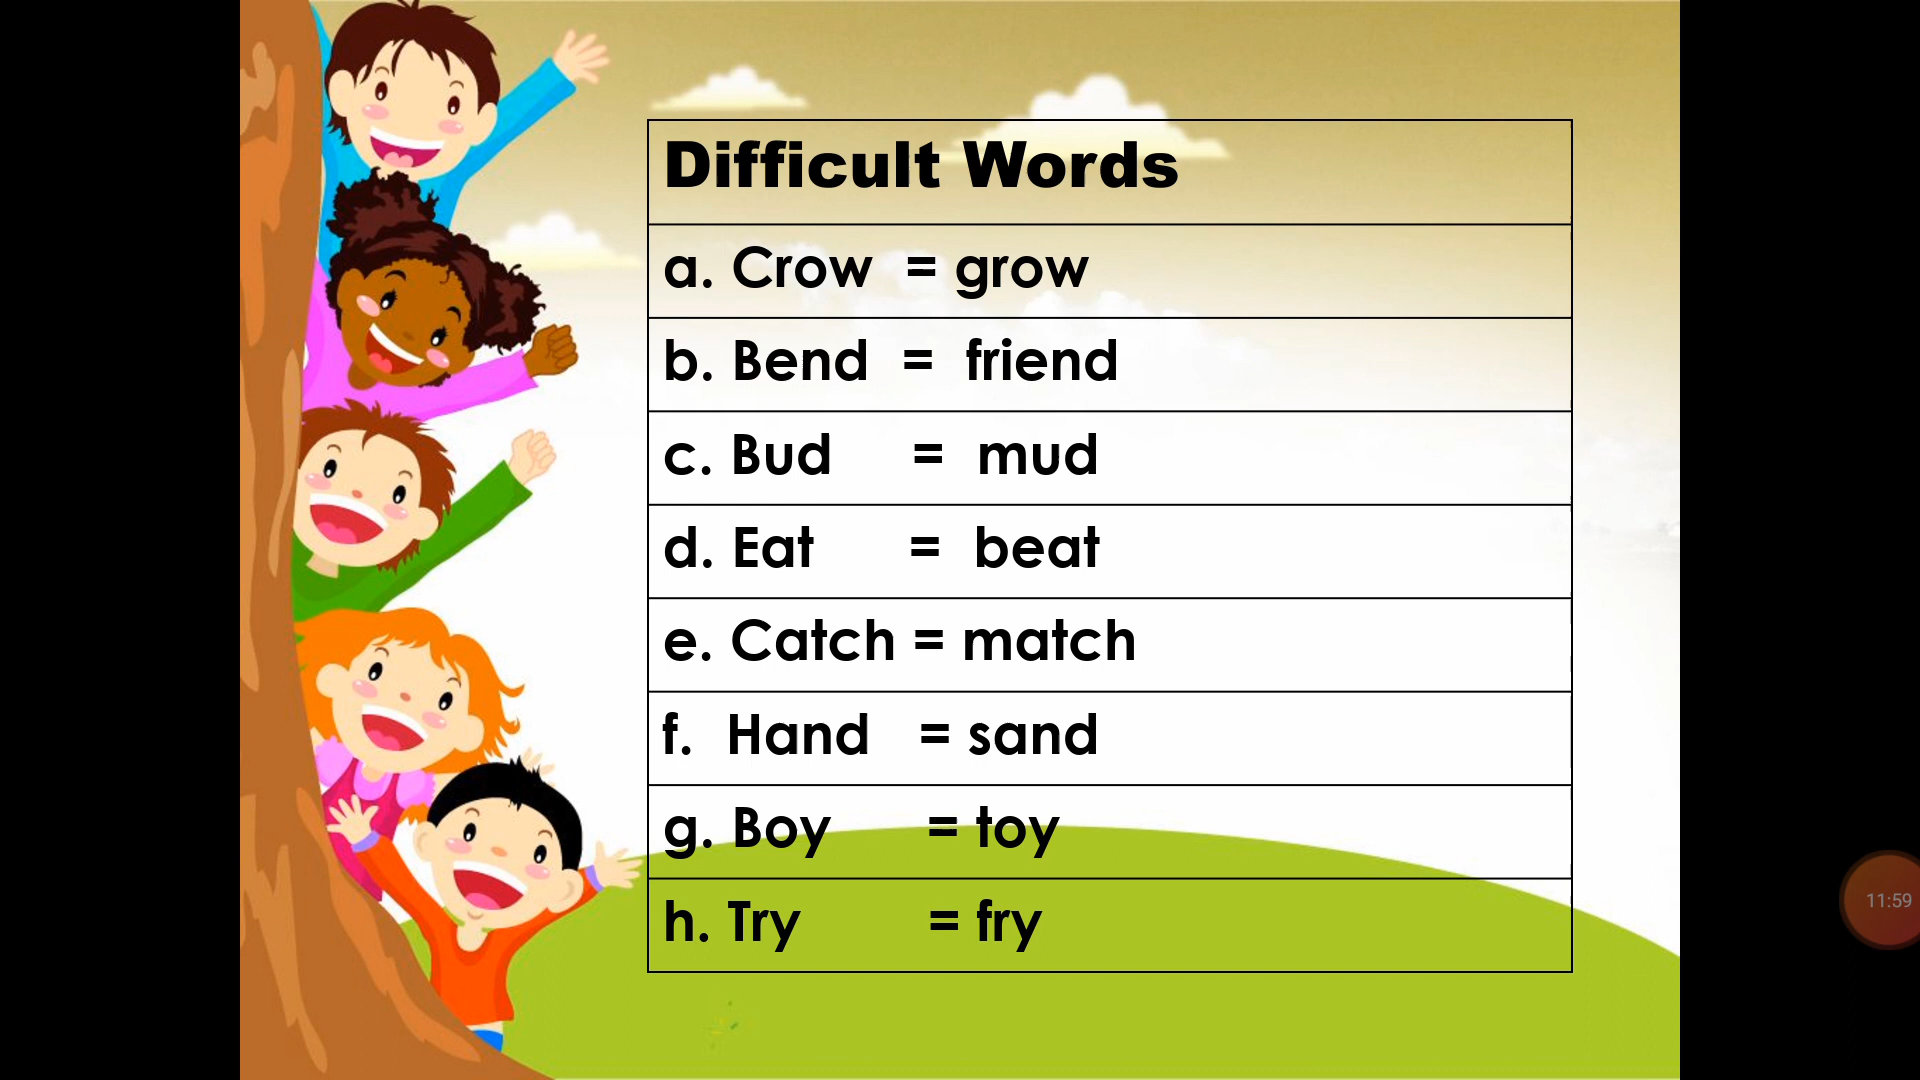 Difficult Words
a. Crow = grow
b. Bend = friend
c. Bud = mud
d. Eat = beat
e. Catch = match
f. Hand = sand
g. Boy = toy
h. Try = fry
11:59